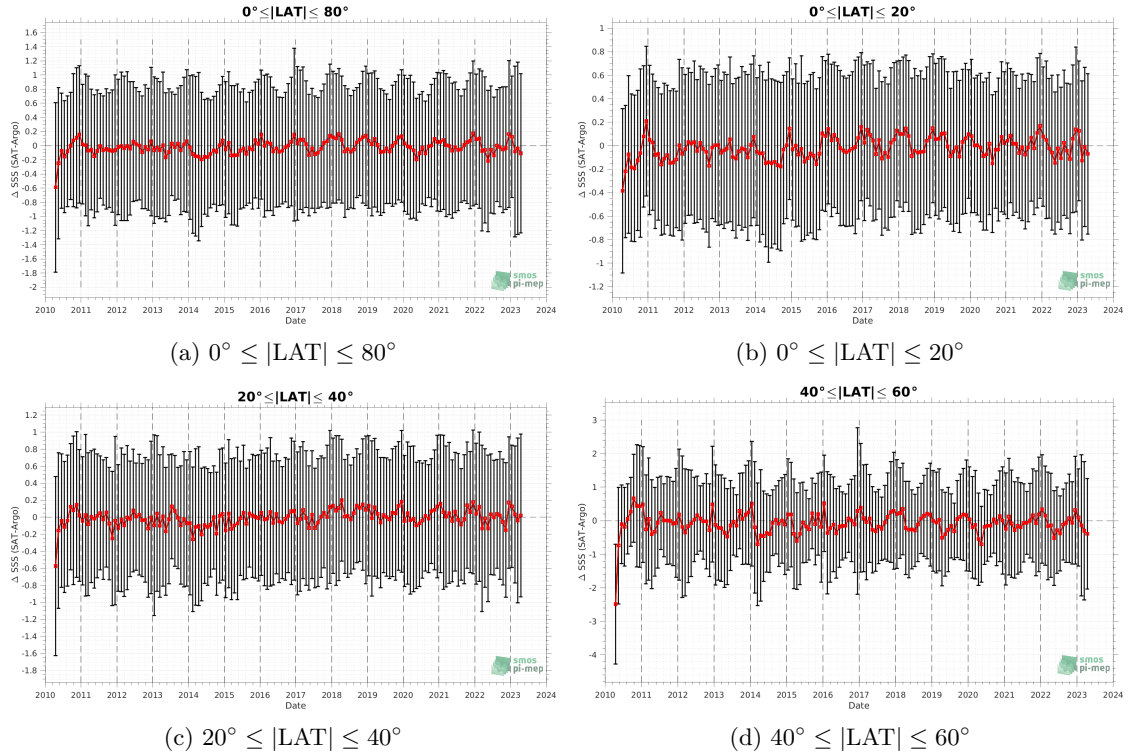 0°≤|LAT|≤ 80°
Δ SSS (SAT-Argo)
1.6
1.4
1.2
1
0.8
0.6
0.4
0.2
0
-0.2
-0.4
-0.6
-0.8
-1
-1.2
-1.4
-1.6
-1.8
-2
2010 2011 2012 2013 2014 2015 2016 2017 2018 2019 2020 2021 2022 2023 2024
Date
smos
pi-mep
(a) 0° ≤ |LAT| ≤ 80°
0°≤|LAT|≤ 20°
Δ SSS (SAT-Argo)
1
0.8
0.6
0.4
0.2
0
-0.2
-0.4
-0.6
-0.8
-1
-1.2
2010 2011 2012 2013 2014 2015 2016 2017 2018 2019 2020 2021 2022 2023 2024
Date
smos
pi-mep
(b) 0° ≤ |LAT| ≤ 20°
20°≤|LAT|≤ 40°
Δ SSS (SAT-Argo)
1.2
1
0.8
0.6
0.4
0.2
0
-0.2
-0.4
-0.6
-0.8
-1
-1.2
-1.4
-1.6
-1.8
2010 2011 2012 2013 2014 2015 2016 2017 2018 2019 2020 2021 2022 2023 2024
Date
smos
pi-mep
(c) 20° ≤ |LAT| ≤ 40°
40°≤|LAT|≤ 60°
Δ SSS (SAT-Argo)
3
2
1
0
-1
-2
-3
-4
2010 2011 2012 2013 2014 2015 2016 2017 2018 2019 2020 2021 2022 2023 2024
Date
smos
pi-mep
(d) 40° ≤ |LAT| ≤ 60°